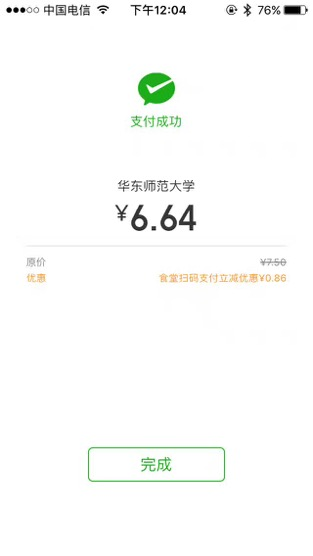 中国电信 下午12:04 76%
支付成功
华东师范大学
¥6.64
原价 ¥7.50
优惠 食堂扫码支付立减优惠¥0.86
完成